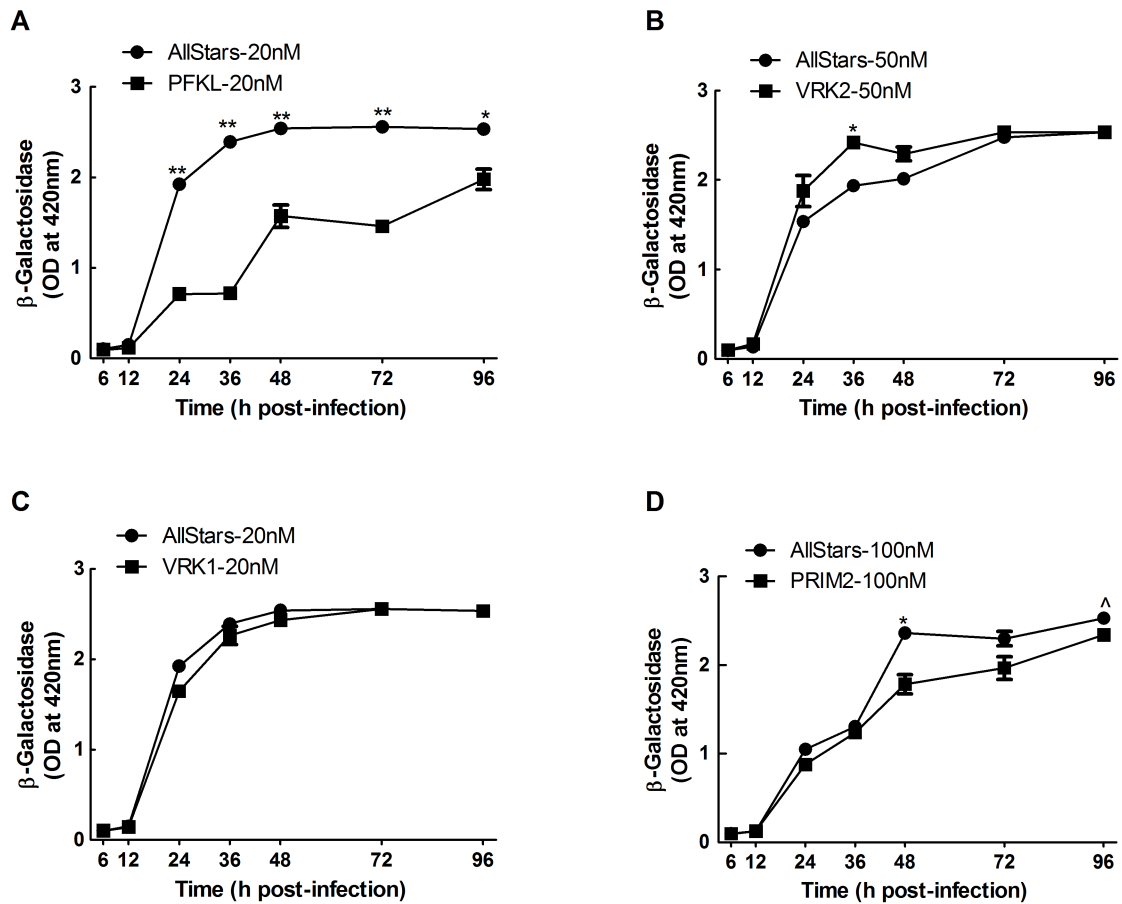 A
AllStars-20nM
PFKL-20nM
β-Galactosidase
(OD at 420nm)
3
2
1
0
** ** ** ** *
6 12 24 36 48 72 96
Time (h post-infection)
B
AllStars-50nM
VRK2-50nM
β-Galactosidase
(OD at 420nm)
3
2
1
0
*
6 12 24 36 48 72 96
Time (h post-infection)
C
AllStars-20nM
VRK1-20nM
β-Galactosidase
(OD at 420nm)
3
2
1
0
6 12 24 36 48 72 96
Time (h post-infection)
D
AllStars-100nM
PRIM2-100nM
β-Galactosidase
(OD at 420nm)
3
2
1
0
* ^
6 12 24 36 48 72 96
Time (h post-infection)